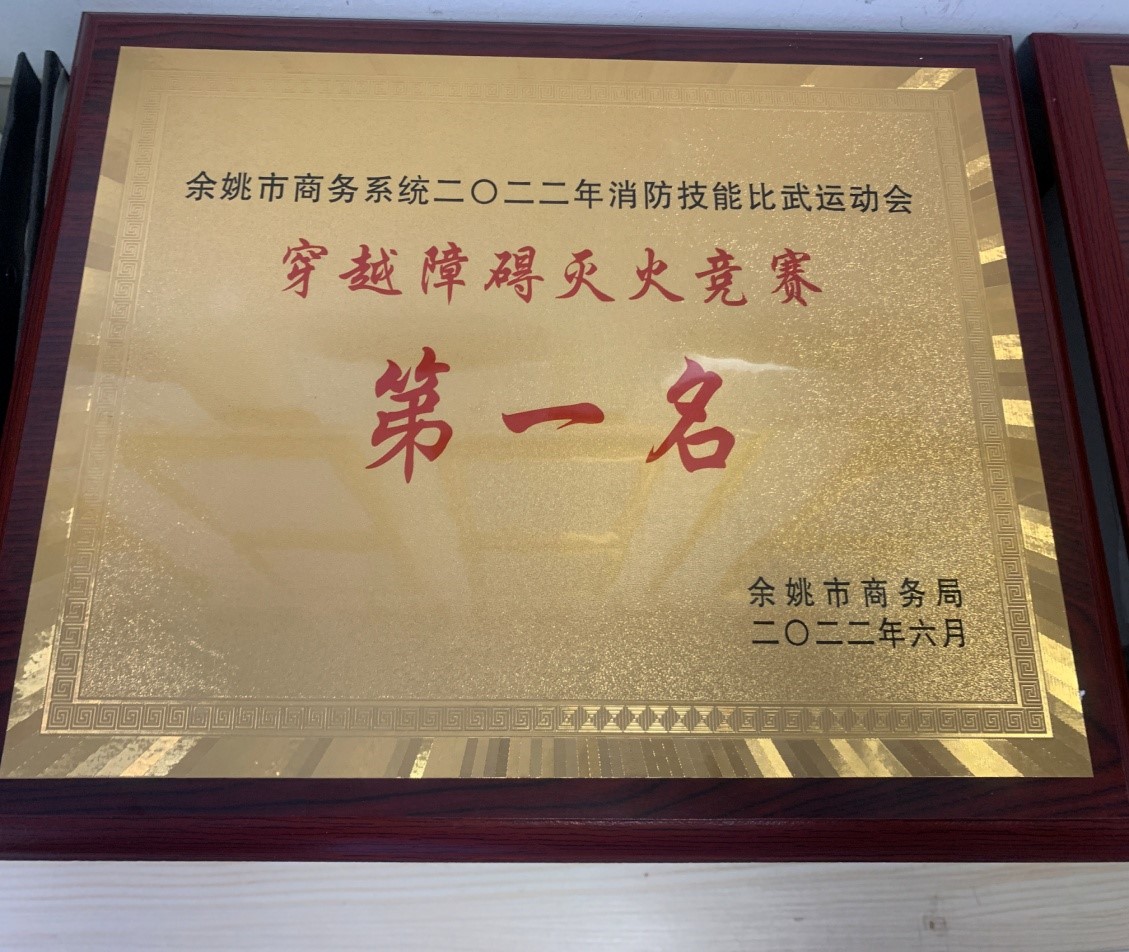 余姚市商务系统二〇二二年消防技能比武运动会
穿越障碍灭火竞赛
第一名
余姚市商务局
二〇二二年六月